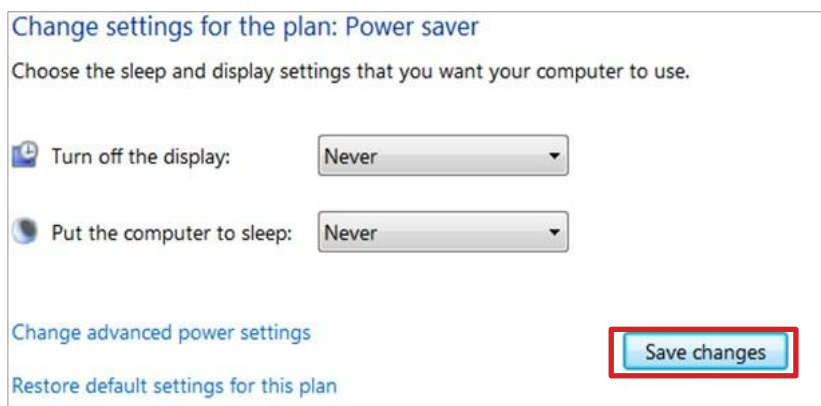 Change settings for the plan: Power saver
Choose the sleep and display settings that you want your computer to use.
Turn off the display: Never
Put the computer to sleep: Never
Change advanced power settings
Save changes
Restore default settings for this plan